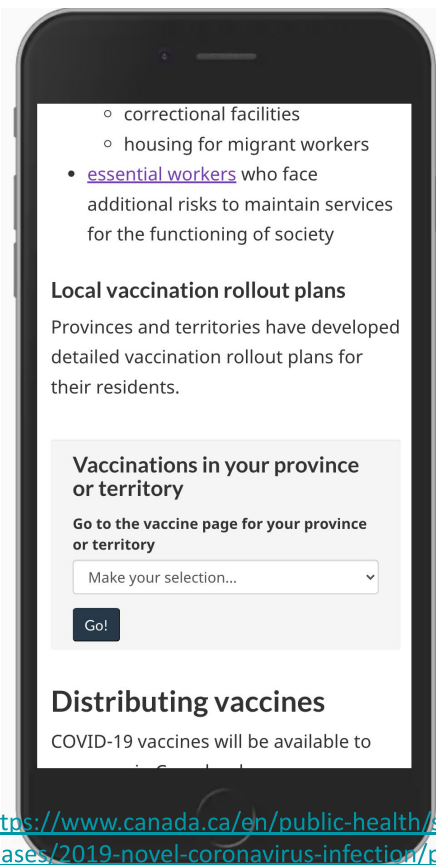 correctional facilities
housing for migrant workers
essential workers who face
additional risks to maintain services
for the functioning of society
Local vaccination rollout plans
Provinces and territories have developed
detailed vaccination rollout plans for
their residents.
Vaccinations in your province
or territory
Go to the vaccine page for your province
or territory
Make your selection...
Go!
Distributing vaccines
COVID-19 vaccines will be available to
tps://www.canada.ca/en/public-health/s
ases/2019-novel-coronavirus-infection/p